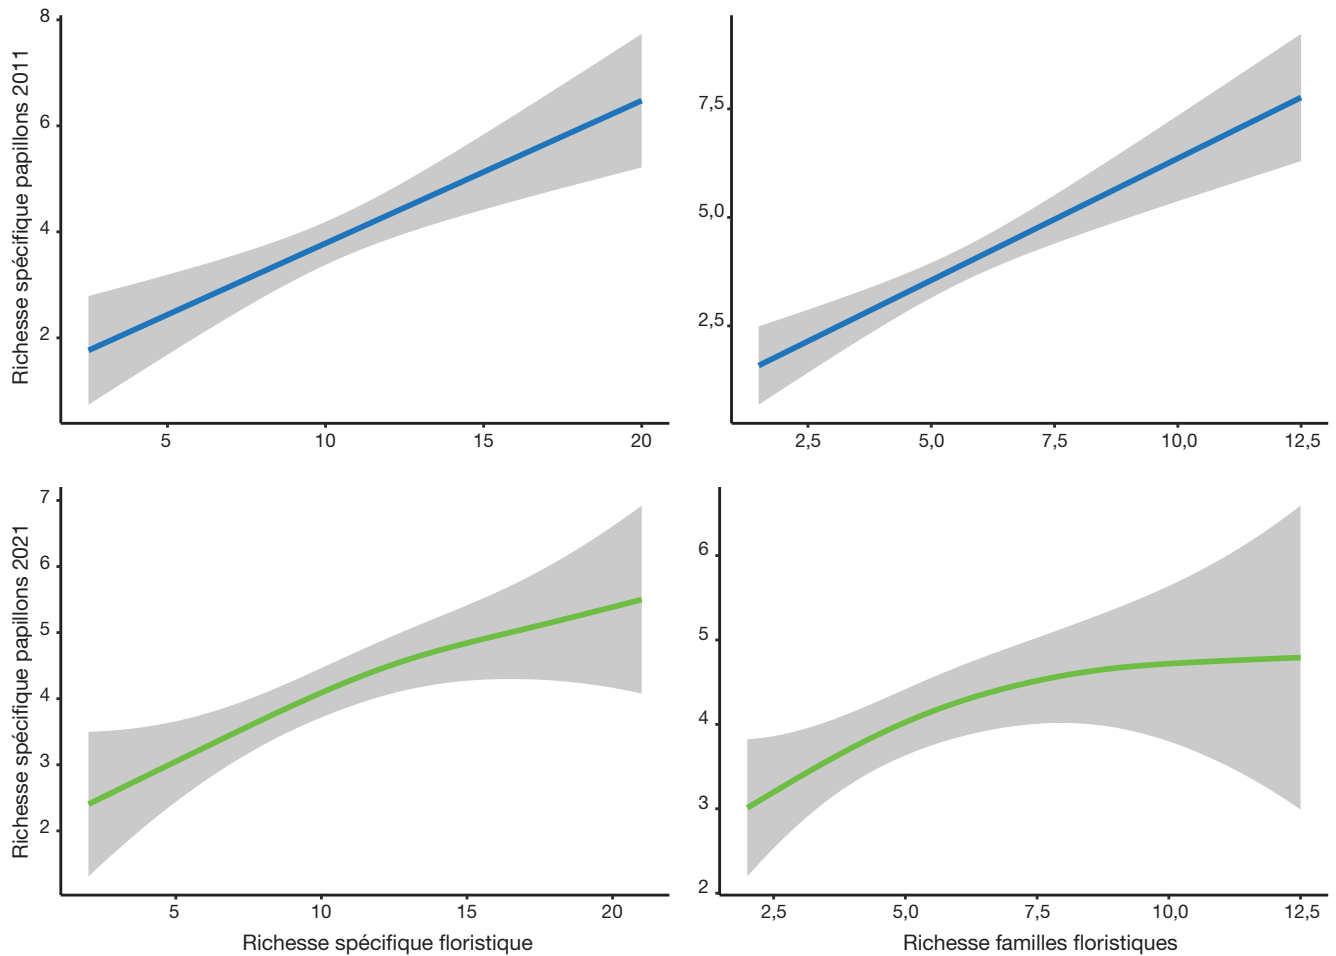 Richesse spécifique papillons 2011
8
6
4
2
5 10 15 20
7,5
5,0
2,5
2,5 5,0 7,5 10,0 12,5
Richesse spécifique papillons 2021
7
6
5
4
3
2
5 10 15 20
Richesse spécifique floristique
6
5
4
3
2
2,5 5,0 7,5 10,0 12,5
Richesse familles floristiques